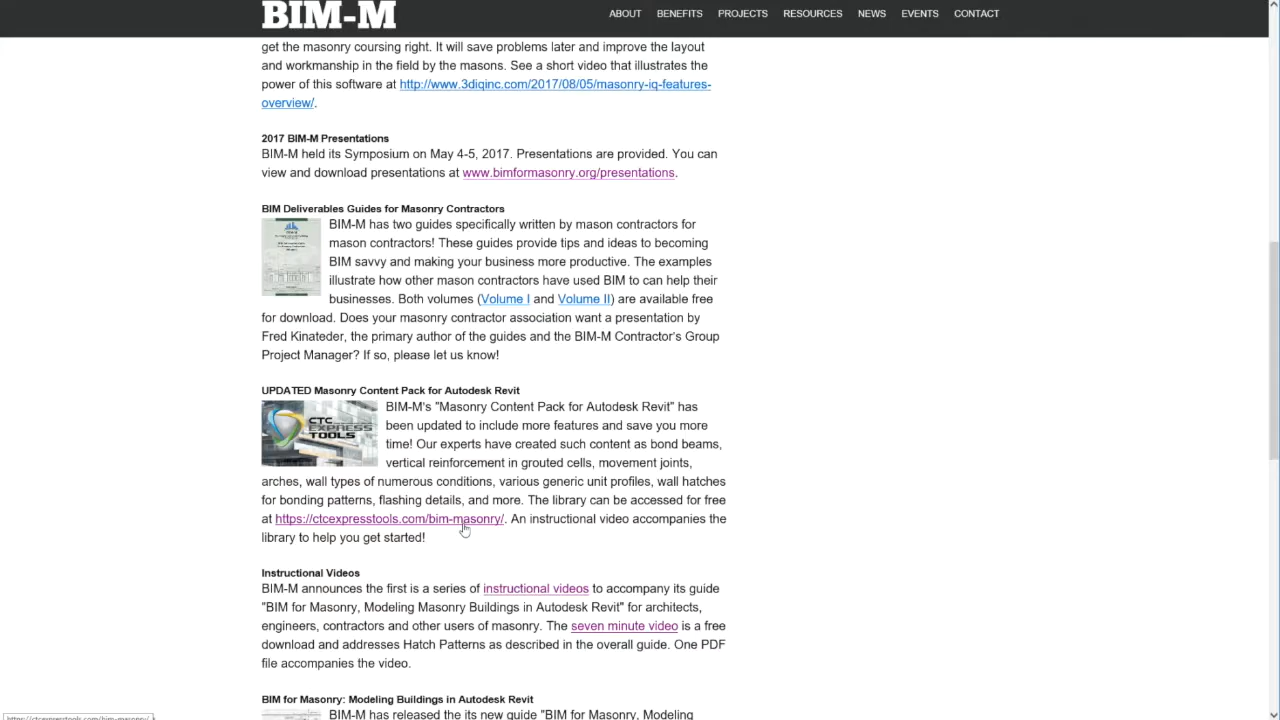 BIM-M
ABOUT BENEFITS PROJECTS RESOURCES NEWS EVENTS CONTACT
get the masonry coursing right. It will save problems later and improve the layout
and workmanship in the field by the masons. See a short video that illustrates the
power of this software at http://www.3diqinc.com/2017/08/05/masonry-iq-features-
overview/.
2017 BIM-M Presentations
BIM-M held its Symposium on May 4-5, 2017. Presentations are provided. You can
view and download presentations at www.bimformasonry.org/presentations.
BIM Deliverables Guides for Masonry Contractors
BIM-M has two guides specifically written by mason contractors for
mason contractors! These guides provide tips and ideas to becoming
BIM savvy and making your business more productive. The examples
illustrate how other mason contractors have used BIM to can help their
businesses. Both volumes (Volume I and Volume II) are available free
for download. Does your masonry contractor association want a presentation by
Fred Kinateder, the primary author of the guides and the BIM-M Contractor's Group
Project Manager? If so, please let us know!
UPDATED Masonry Content Pack for Autodesk Revit
CTC
EXPRESS
TOOLS
BIM-M's "Masonry Content Pack for Autodesk Revit" has
been updated to include more features and save you more
time! Our experts have created such content as bond beams,
vertical reinforcement in grouted cells, movement joints,
arches, wall types of numerous conditions, various generic unit profiles, wall hatches
for bonding patterns, flashing details, and more. The library can be accessed for free
at https://ctcexpresstools.com/bim-masonry/. An instructional video accompanies the
library to help you get started!
Instructional Videos
BIM-M announces the first is a series of instructional videos to accompany its guide
"BIM for Masonry, Modeling Masonry Buildings in Autodesk Revit" for architects,
engineers, contractors and other users of masonry. The seven minute video is a free
download and addresses Hatch Patterns as described in the overall guide. One PDF
file accompanies the video.
BIM for Masonry: Modeling Buildings in Autodesk Revit
BIM-M has released the its new guide "BIM for Masonry, Modeling
https://ctcexpresstools.com/bim-masonry/